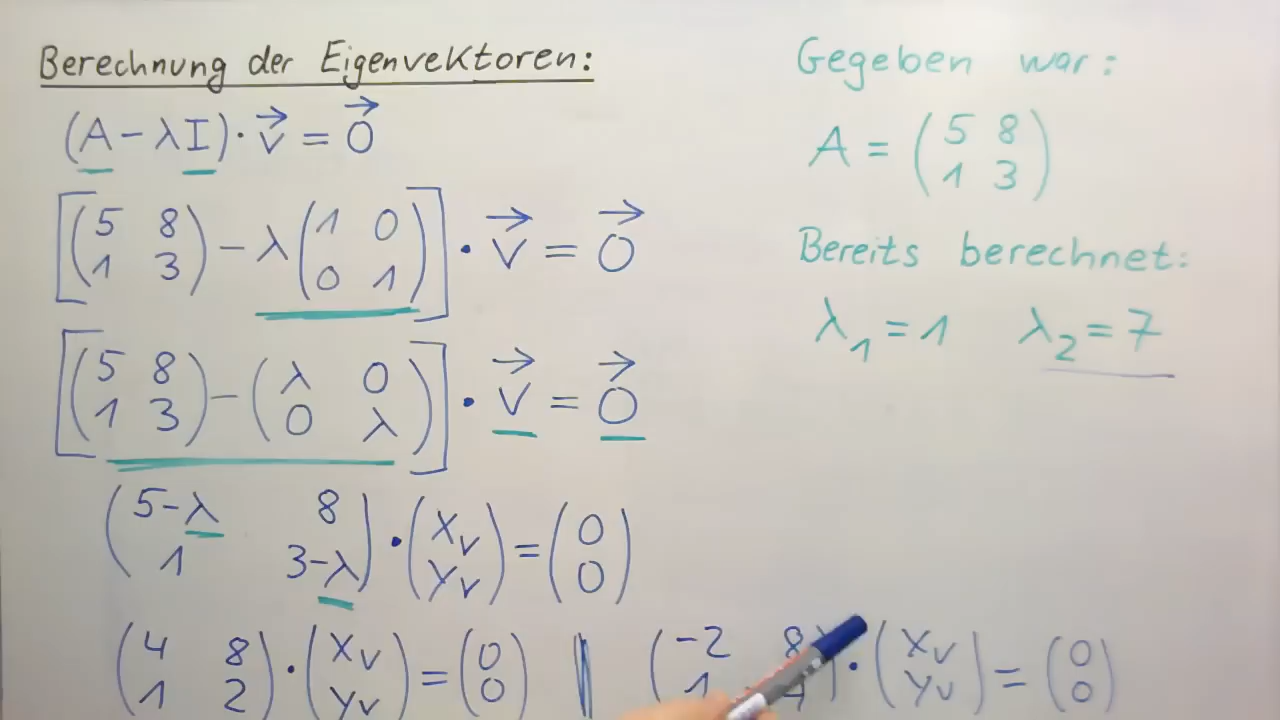 Berechnung der Eigenvektoren:
(A - λI) · v⃗ = 0⃗
[(5 8
1 3) - λ(1 0
0 1)] · v⃗ = 0⃗
[(5 8
1 3) - (λ 0
0 λ)] · v⃗ = 0⃗
(5-λ 8
1 3-λ) · (xᵥ
yᵥ) = (0
0)
(4 8
1 2) · (xᵥ
yᵥ) = (0
0)
(-2 8
1 -4) · (xᵥ
yᵥ) = (0
0)
Gegeben war:
A = (5 8
1 3)
Bereits berechnet:
λ₁ = 1 λ₂ = 7